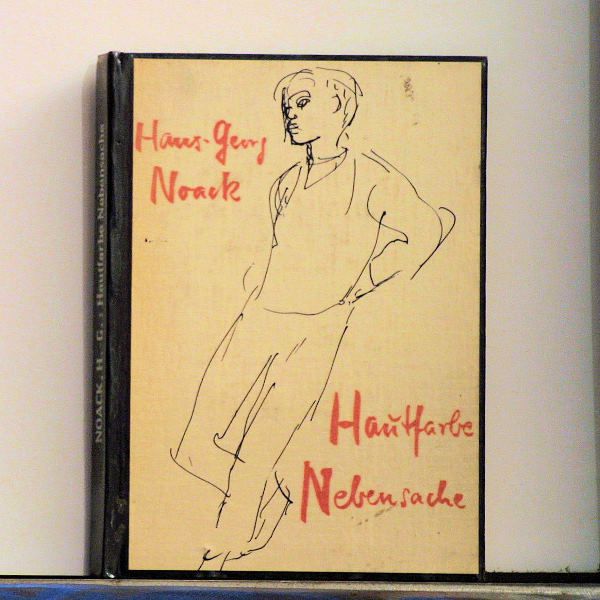 Hans-Georg
Noack
Hautfarbe
Nebensache
NOACK, H.-G.: Hautfarbe Nebensache